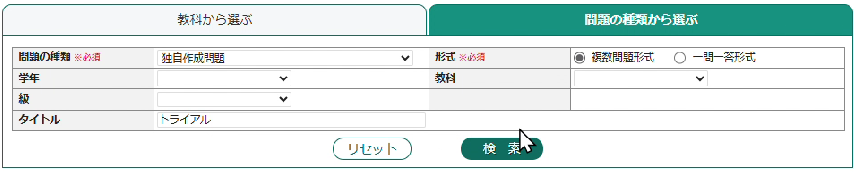 教科から選ぶ 問題の種類から選ぶ
問題の種類 ※必須 独自作成問題 形式 ※必須 複数問題形式 一問一答形式
学年 教科
級
タイトル トライアル
リセット 検 索